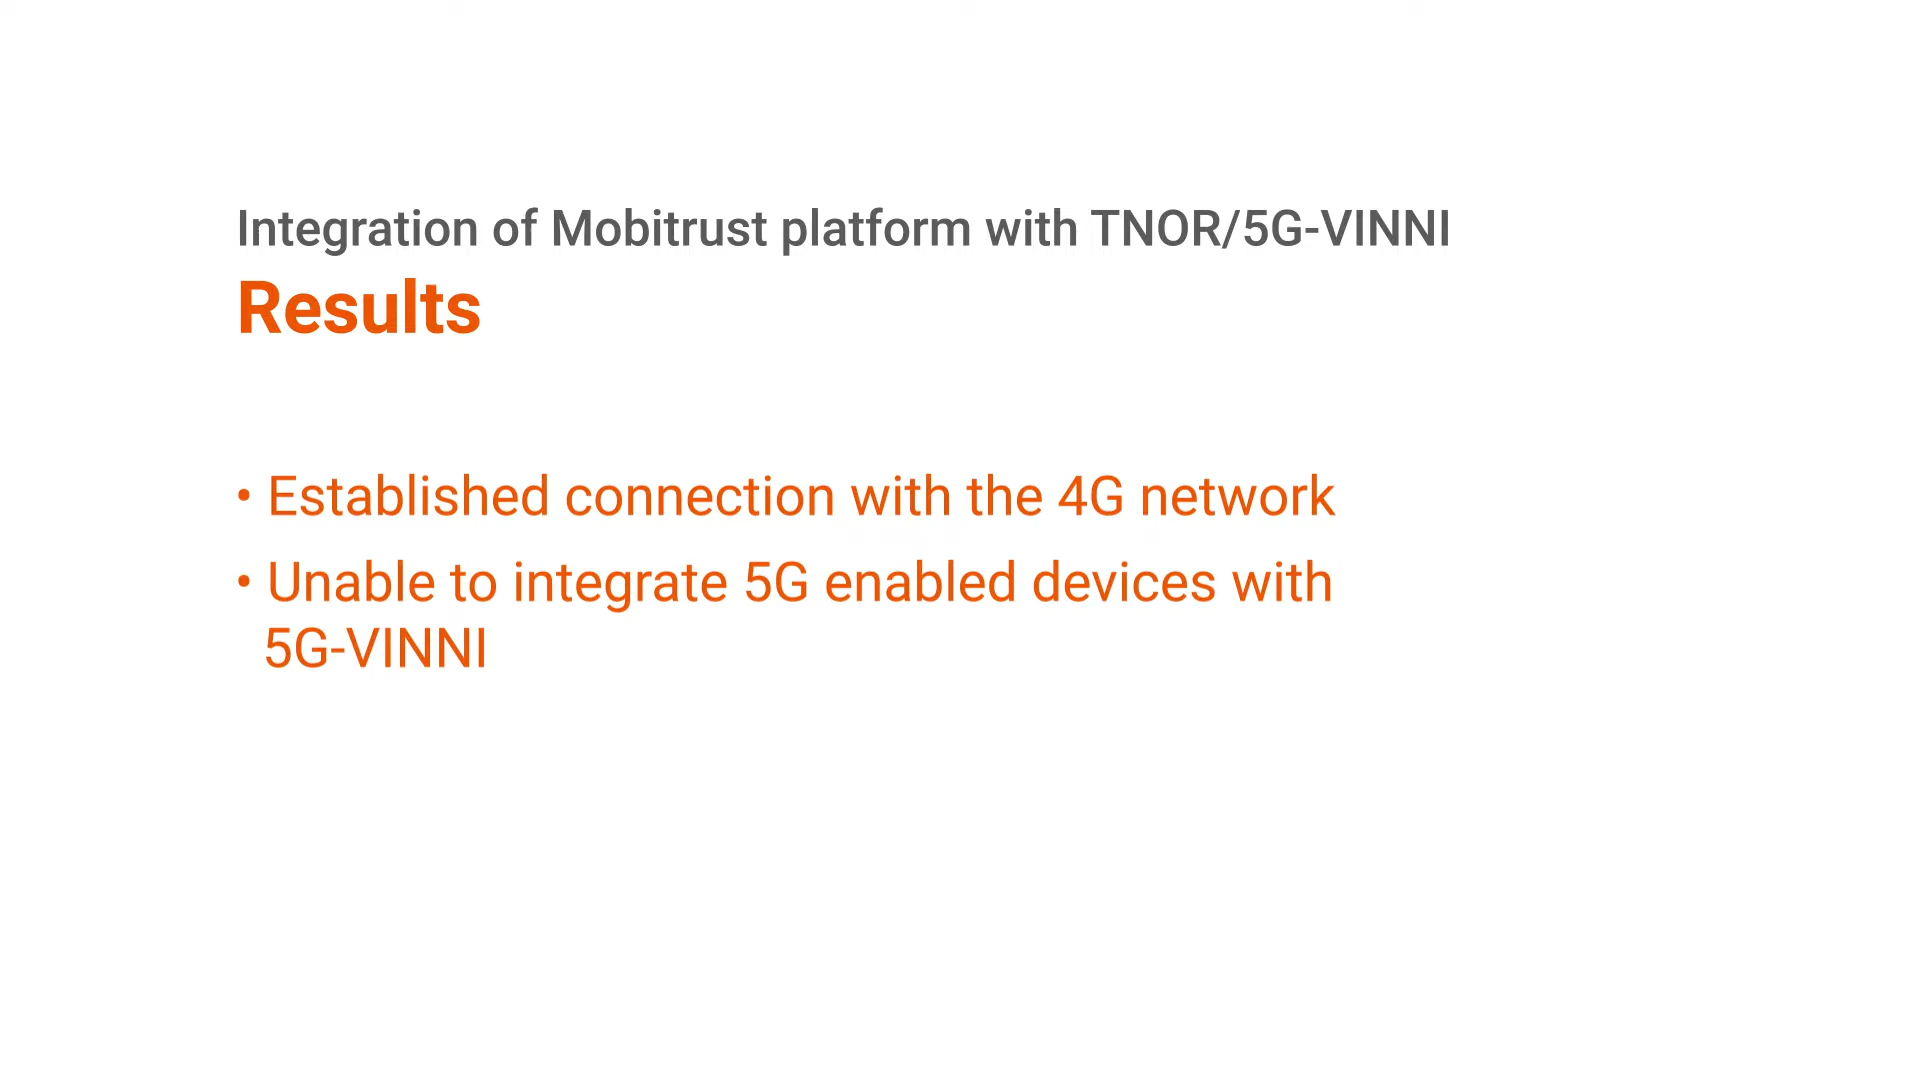 Integration of Mobitrust platform with TNOR/5G-VINNI
Results
• Established connection with the 4G network
• Unable to integrate 5G enabled devices with
5G-VINNI